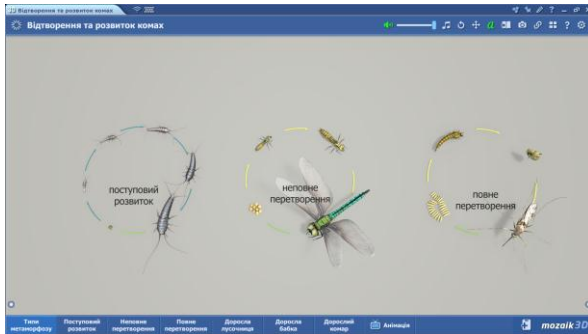 Відтворення та розвиток комах
Відтворення та розвиток комах
поступовий
розвиток
неповне
перетворення
повне
перетворення
Типи
метаморфозу
Поступовий
розвиток
Неповне
перетворення
Повне
перетворення
Доросла
лусочниця
Доросла
бабка
Дорослий
комар
Анімація
mozaik3D